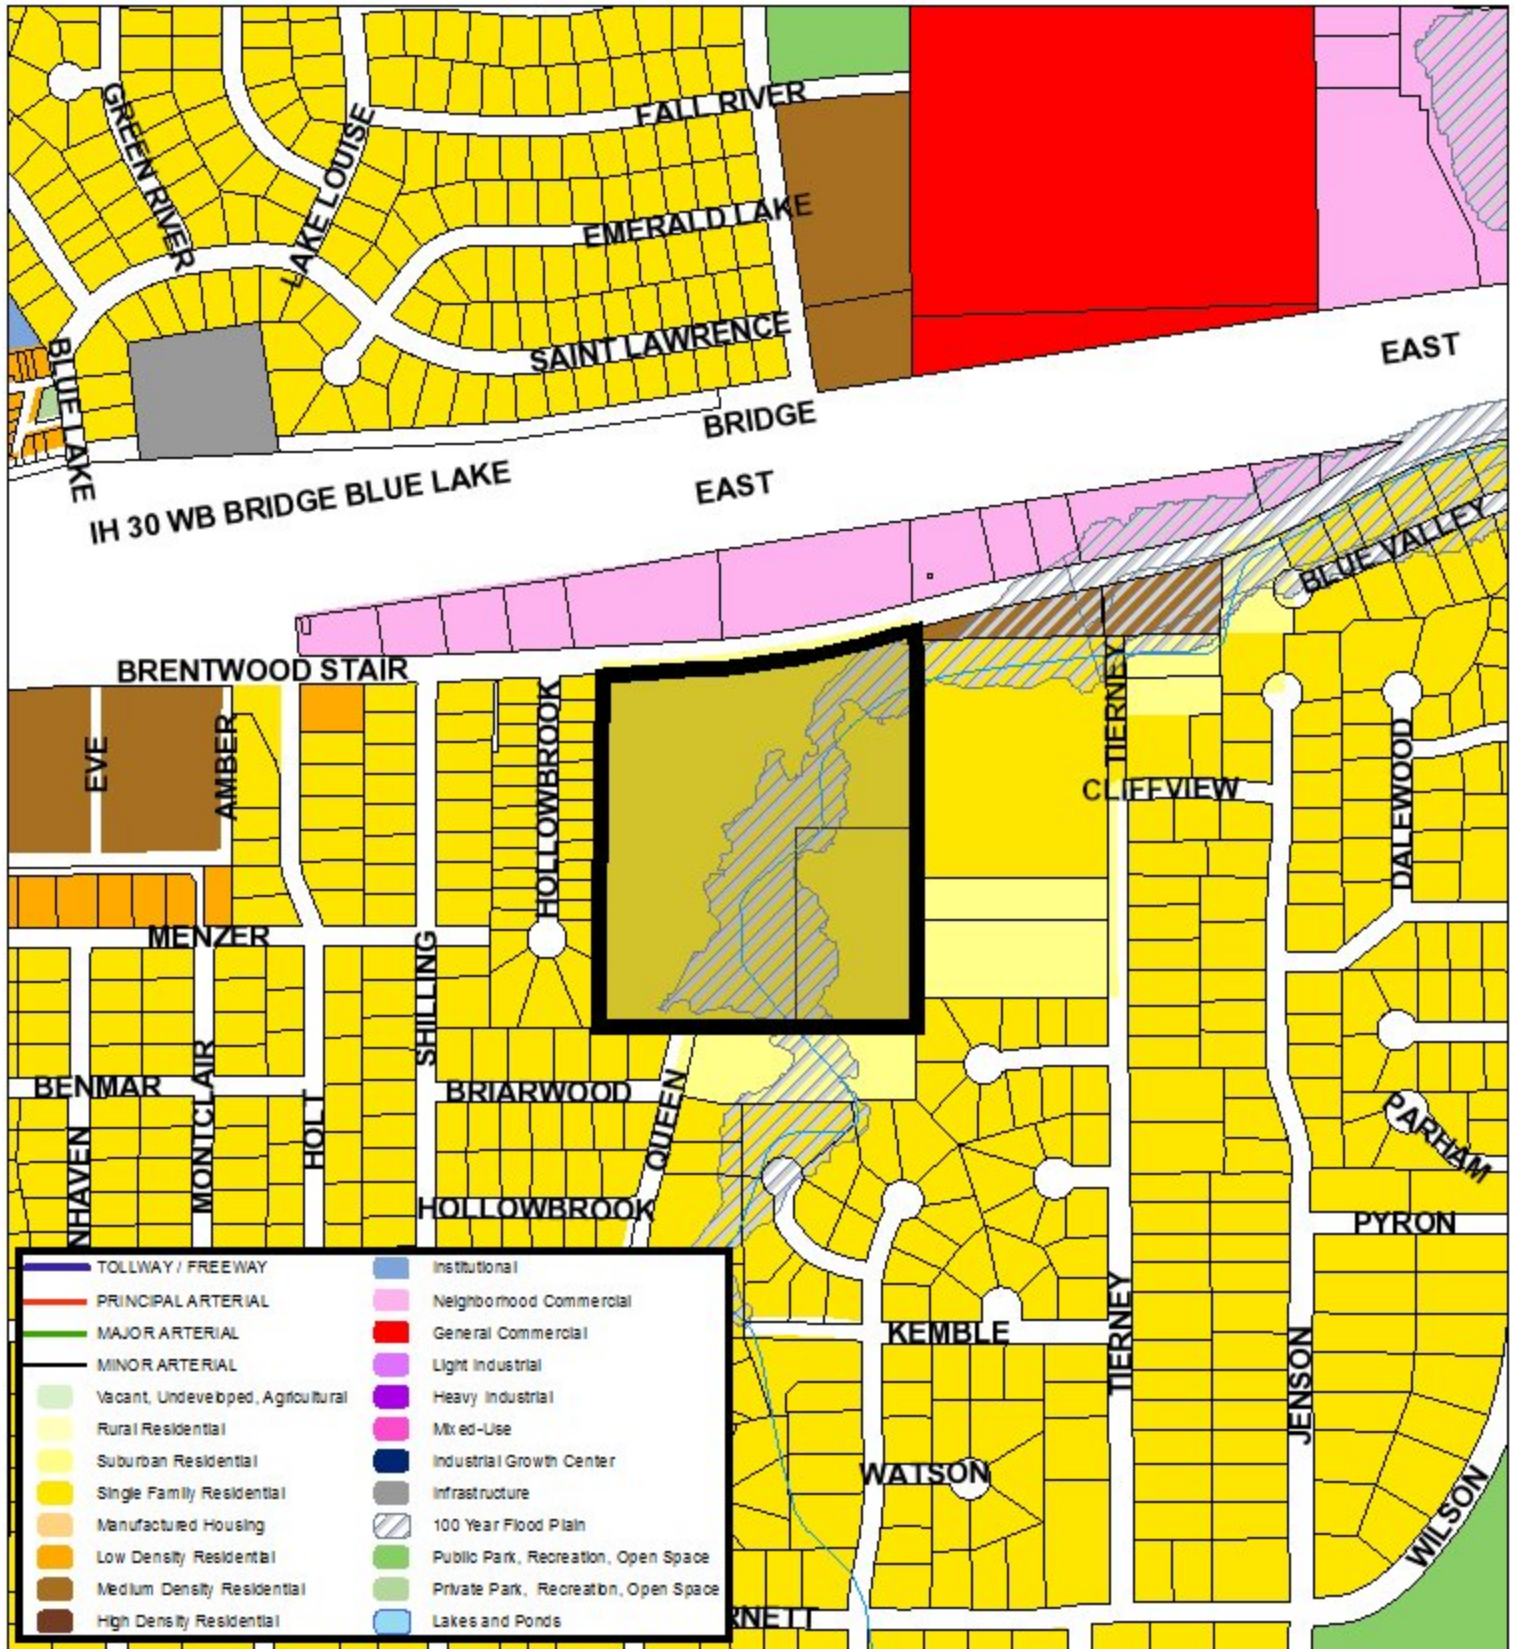 GREEN RIVER
LAKE LOUISE
FALL RIVER
EMERALD LAKE
SAINT LAWRENCE
BLUE LAKE
EAST
BRIDGE
IH 30 WB BRIDGE BLUE LAKE
EAST
BLUE VALLEY
BRENTWOOD STAIR
EVE
AMBER
HOLLOWBROOK
TIERNEY
CLIFFVIEW
DALEWOOD
MENZER
SHILLING
BENMAR
MONTCLAIR
HOLT
BRIARWOOD
QUEEN
PARHAM
NHAVEN
HOLLOWBROOK
PYRON
KEMBLE
TIERNEY
JENSON
WATSON
WILSON
RNETT
TOLLWAY / FREEWAY
PRINCIPAL ARTERIAL
MAJOR ARTERIAL
MINOR ARTERIAL
Vacant, Undeveloped, Agricultural
Rural Residential
Suburban Residential
Single Family Residential
Manufactured Housing
Low Density Residential
Medium Density Residential
High Density Residential
Institutional
Neighborhood Commercial
General Commercial
Light Industrial
Heavy Industrial
Mixed-Use
Industrial Growth Center
Infrastructure
100 Year Flood Plain
Public Park, Recreation, Open Space
Private Park, Recreation, Open Space
Lakes and Ponds